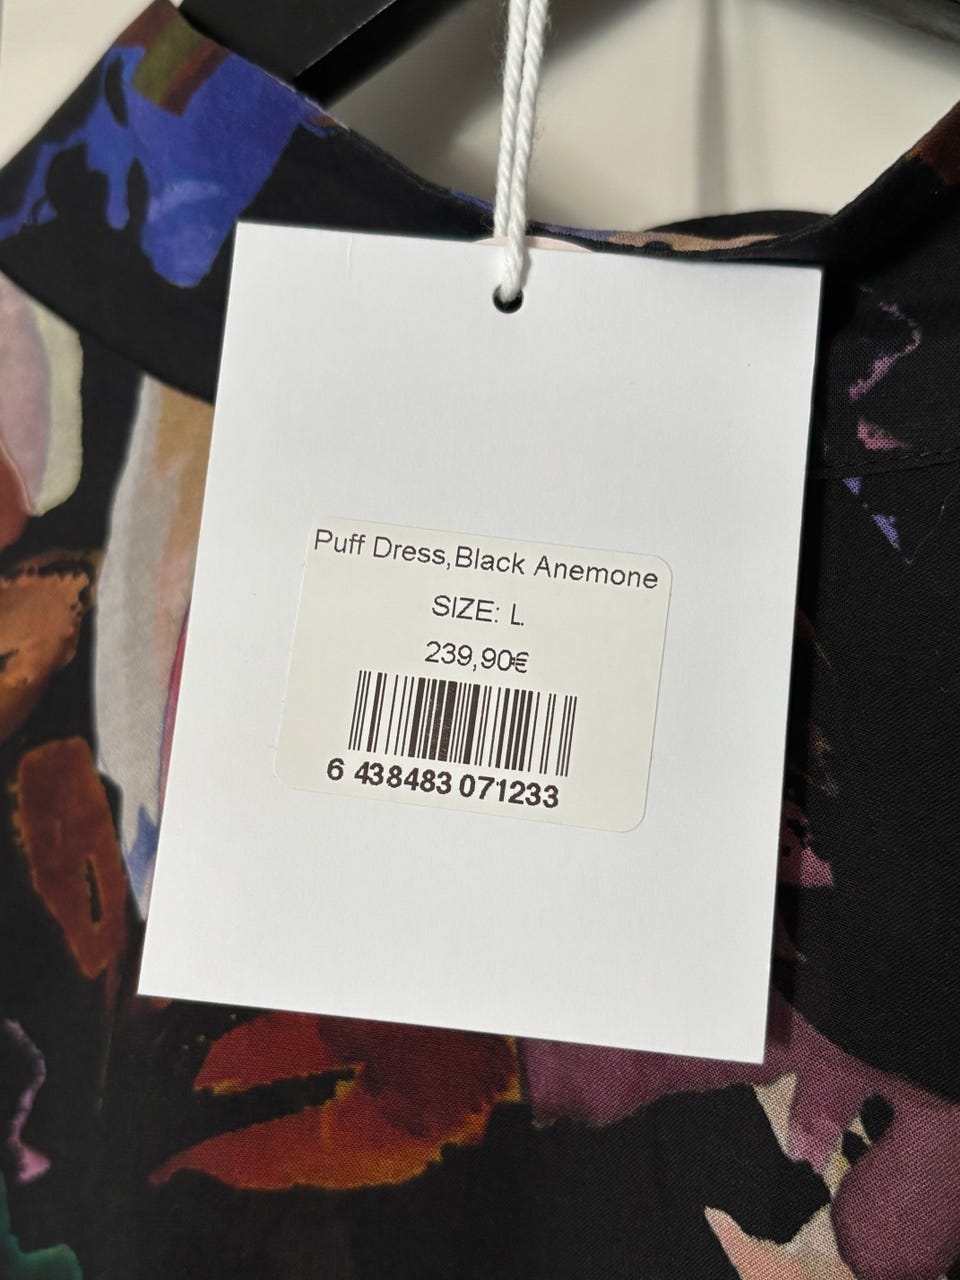 Puff Dress,Black Anemone
SIZE: L
239,90€
6 438483 071233